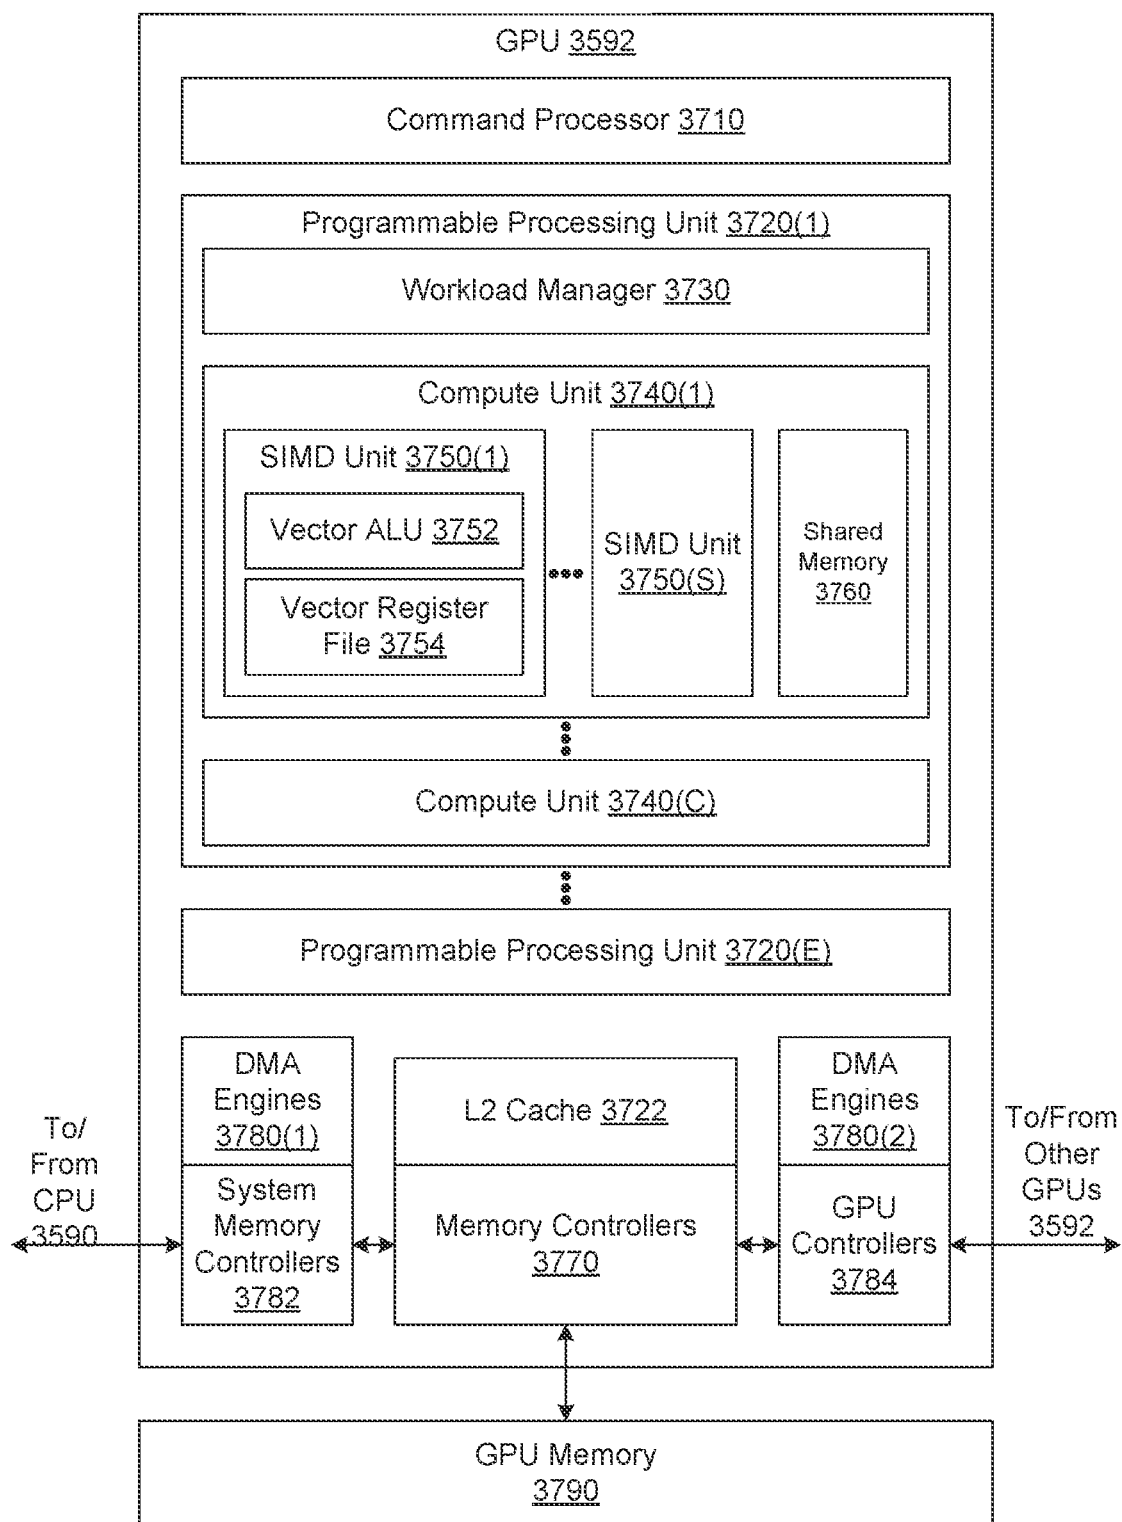 GPU 3592
Command Processor 3710
Programmable Processing Unit 3720(1)
Workload Manager 3730
Compute Unit 3740(1)
SIMD Unit 3750(1)
Vector ALU 3752
Vector Register
File 3754
SIMD Unit
3750(S)
Shared
Memory
3760
Compute Unit 3740(C)
Programmable Processing Unit 3720(E)
To/
From
CPU
3590
DMA
Engines
3780(1)
System
Memory
Controllers
3782
L2 Cache 3722
Memory Controllers
3770
DMA
Engines
3780(2)
GPU
Controllers
3784
To/From
Other
GPUs
3592
GPU Memory
3790